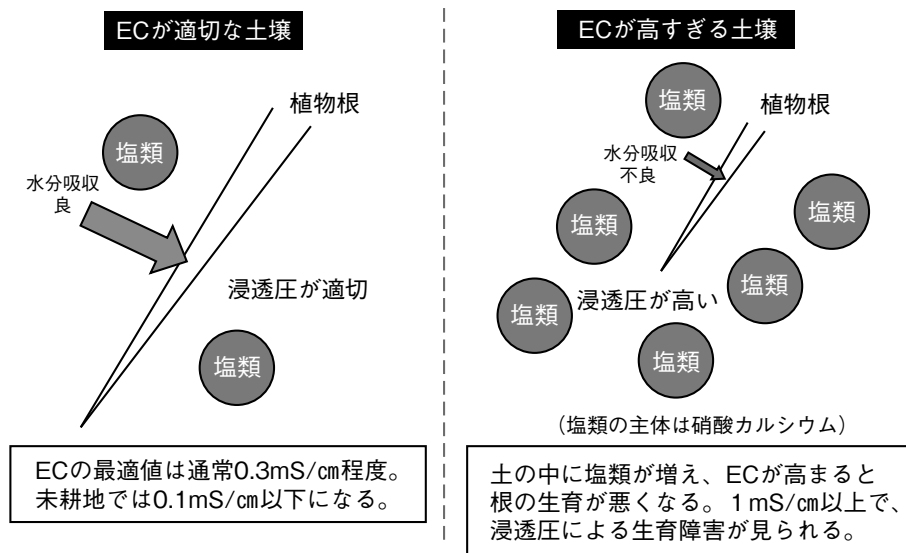 ECが適切な土壌
植物根
塩類
水分吸収
良
浸透圧が適切
塩類
ECの最適値は通常0.3mS/㎝程度。
未耕地では0.1mS/㎝以下になる。
ECが高すぎる土壌
塩類
植物根
水分吸収
不良
塩類
塩類
塩類
浸透圧が高い
塩類
塩類
（塩類の主体は硝酸カルシウム）
土の中に塩類が増え、ECが高まると
根の生育が悪くなる。１mS/㎝以上で、
浸透圧による生育障害が見られる。